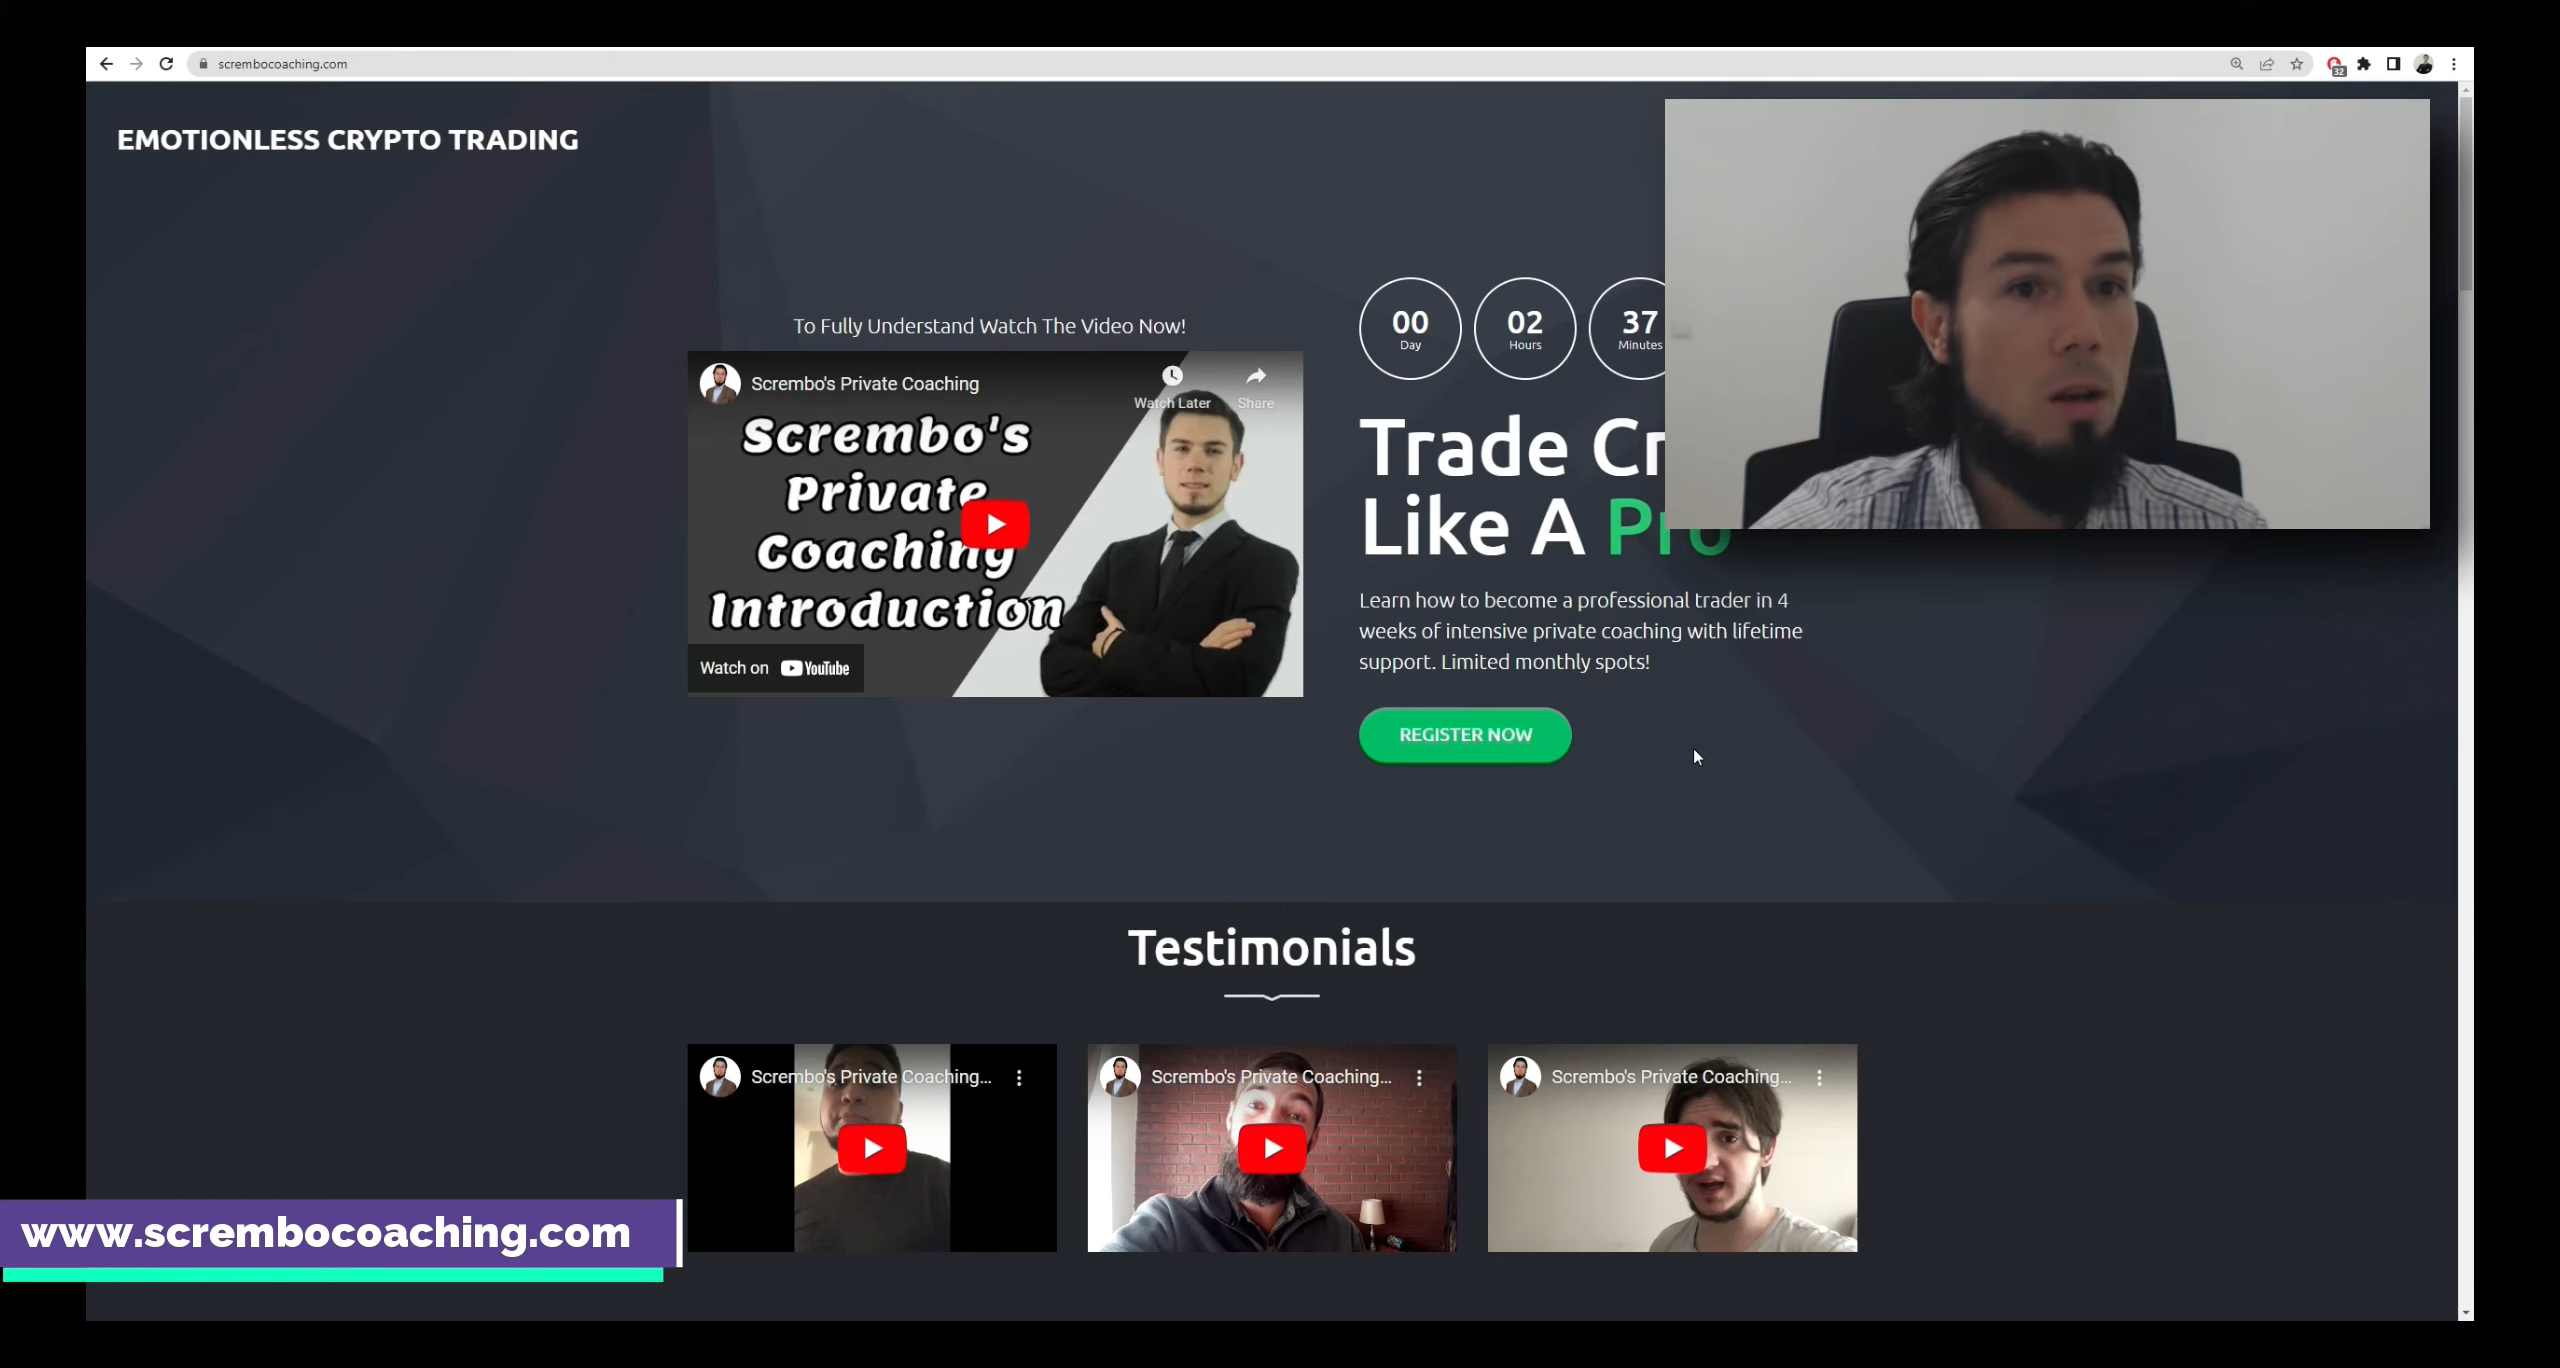 scrembocoaching.com
32
EMOTIONLESS CRYPTO TRADING
To Fully Understand Watch The Video Now!
Scrembo's Private Coaching
Watch Later
Share
Scrembo's
Private
Coaching
Introduction
Watch on YouTube
00
Day
02
Hours
37
Minutes
Trade Cr
Like A Pro
Learn how to become a professional trader in 4
weeks of intensive private coaching with lifetime
support. Limited monthly spots!
REGISTER NOW
Testimonials
Scrembo's Private Coaching...
Scrembo's Private Coaching...
Scrembo's Private Coaching...
www.scrembocoaching.com